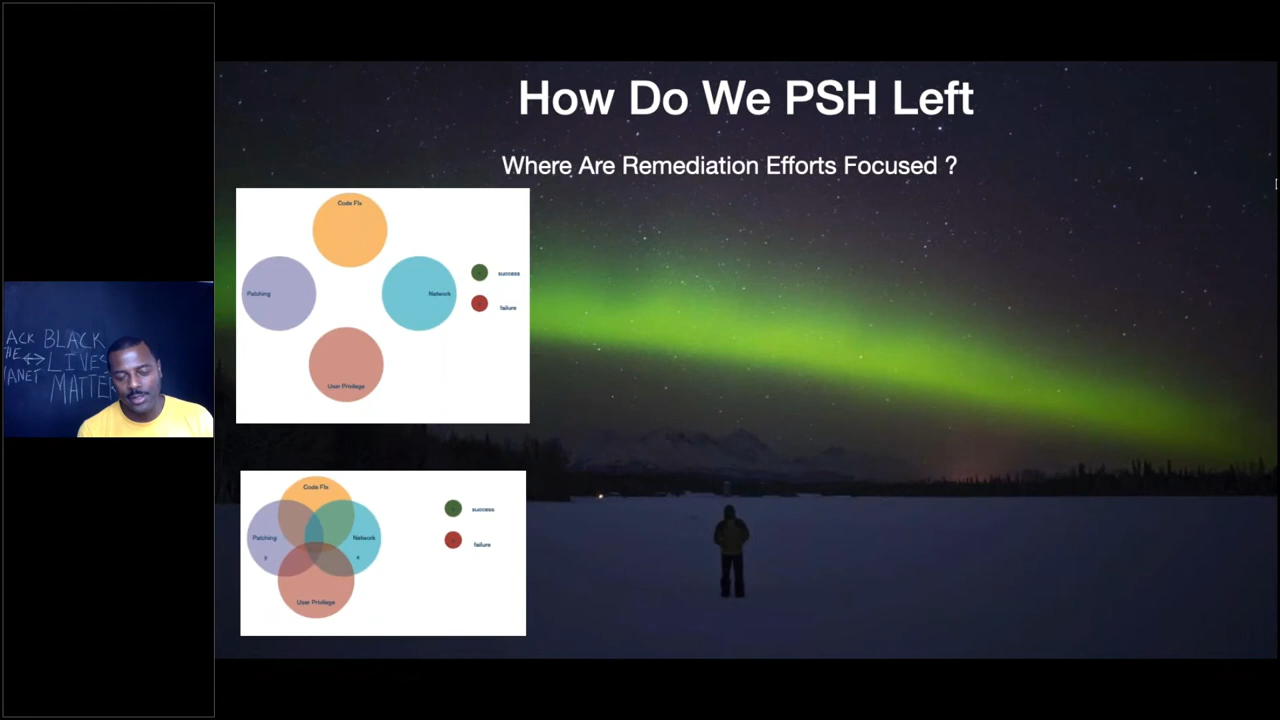 How Do We PSH Left
Where Are Remediation Efforts Focused ?
Code Fix
Patching
Network
User Privilege
success
failure
ACK BLACK
THE ↔ LIVES
ANET MATTER
Code Fix
Patching
Network
User Privilege
success
failure